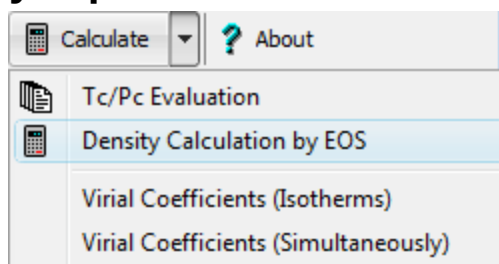 Calculate About
Tc/Pc Evaluation
Density Calculation by EOS
Virial Coefficients (Isotherms)
Virial Coefficients (Simultaneously)